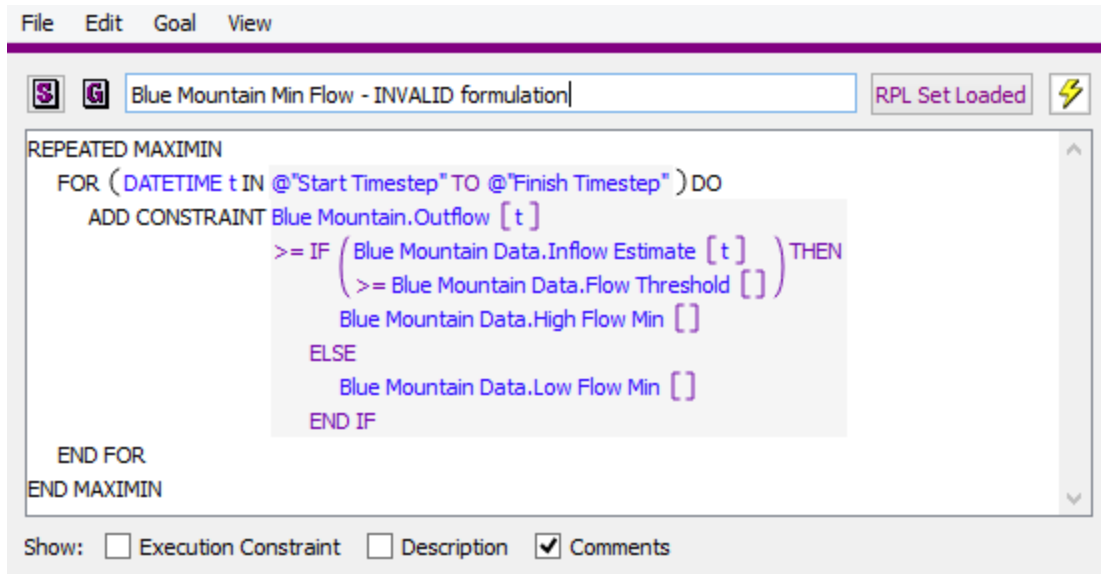 File Edit Goal View
S G Blue Mountain Min Flow - INVALID formulation RPL Set Loaded
REPEATED MAXIMIN
FOR ( DATETIME t IN @"Start Timestep" TO @"Finish Timestep" ) DO
ADD CONSTRAINT Blue Mountain.Outflow [ t ]
>= IF ( Blue Mountain Data.Inflow Estimate [ t ]
>= Blue Mountain Data.Flow Threshold [] ) THEN
Blue Mountain Data.High Flow Min []
ELSE
Blue Mountain Data.Low Flow Min []
END IF
END FOR
END MAXIMIN
Show: Execution Constraint Description Comments